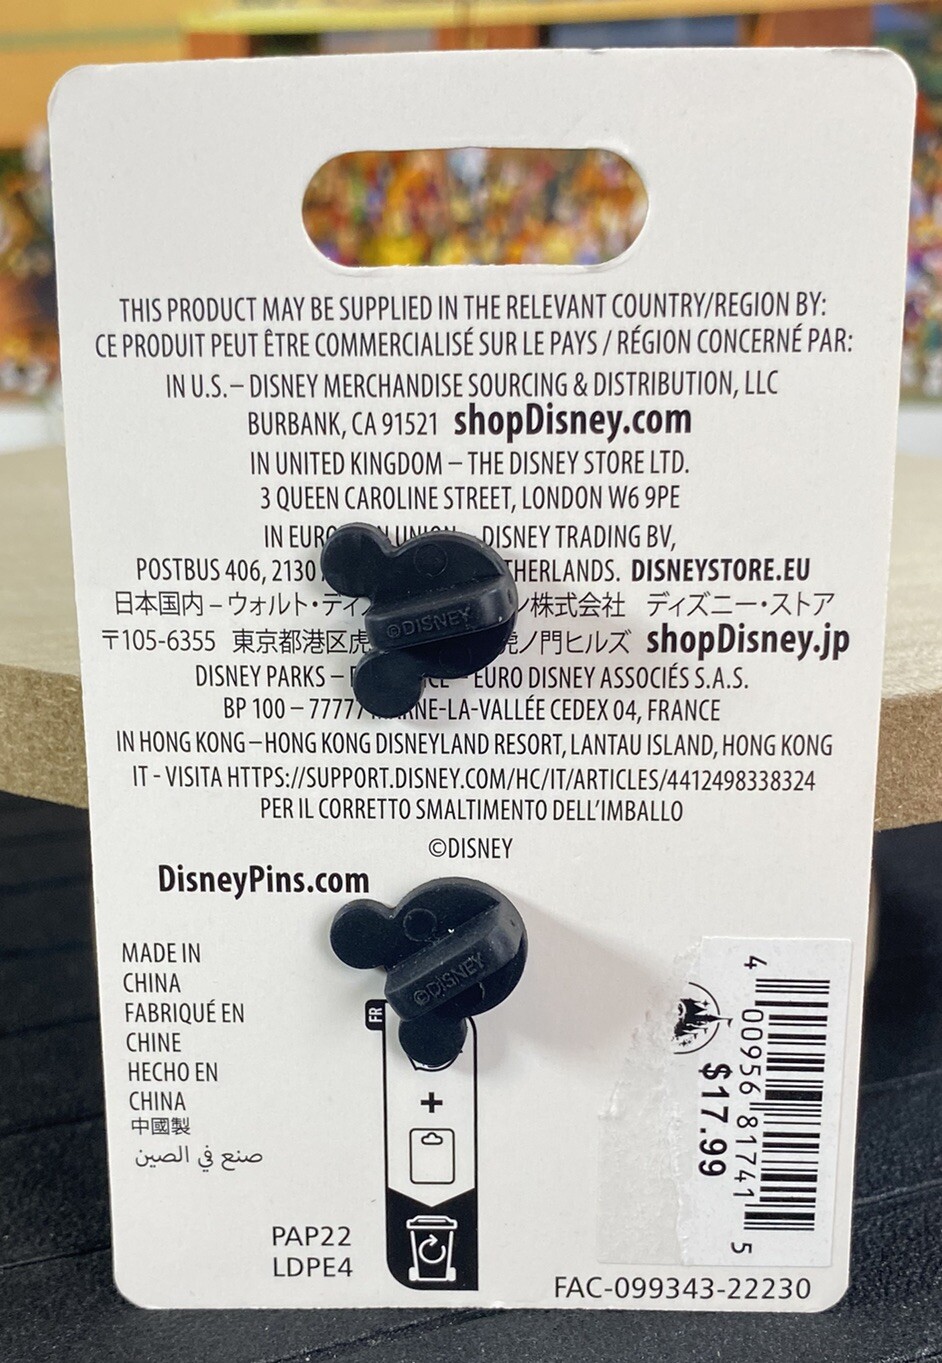 THIS PRODUCT MAY BE SUPPLIED IN THE RELEVANT COUNTRY/REGION BY:
CE PRODUIT PEUT ÊTRE COMMERCIALISÉ SUR LE PAYS / RÉGION CONCERNÉ PAR:
IN U.S.– DISNEY MERCHANDISE SOURCING & DISTRIBUTION, LLC
BURBANK, CA 91521 shopDisney.com
IN UNITED KINGDOM – THE DISNEY STORE LTD.
3 QUEEN CAROLINE STREET, LONDON W6 9PE
IN DISNEY TRADING BV,
POSTBUS 406, 2130 DISNEYSTORE.EU
日本国内 – ウォルト・ディ ン株式会社 ディズニー・ストア
〒105-6355 東京都港区虎 虎ノ門ヒルズ shopDisney.jp
©DISNEY
DISNEY PARKS – – EURO DISNEY ASSOCIÉS S.A.S.
BP 100 – 77777 MARNE-LA-VALLÉE CEDEX 04, FRANCE
IN HONG KONG – HONG KONG DISNEYLAND RESORT, LANTAU ISLAND, HONG KONG
IT - VISITA HTTPS://SUPPORT.DISNEY.COM/HC/IT/ARTICLES/4412498338324
PER IL CORRETTO SMALTIMENTO DELL'IMBALLO
©DISNEY
DisneyPins.com
©DISNEY
MADE IN
CHINA
FABRIQUÉ EN
CHINE
HECHO EN
CHINA
中國製
صنع في الصين
FR
+
PAP22
LDPE4
4 00956 81741 5
$17.99
FAC-099343-22230